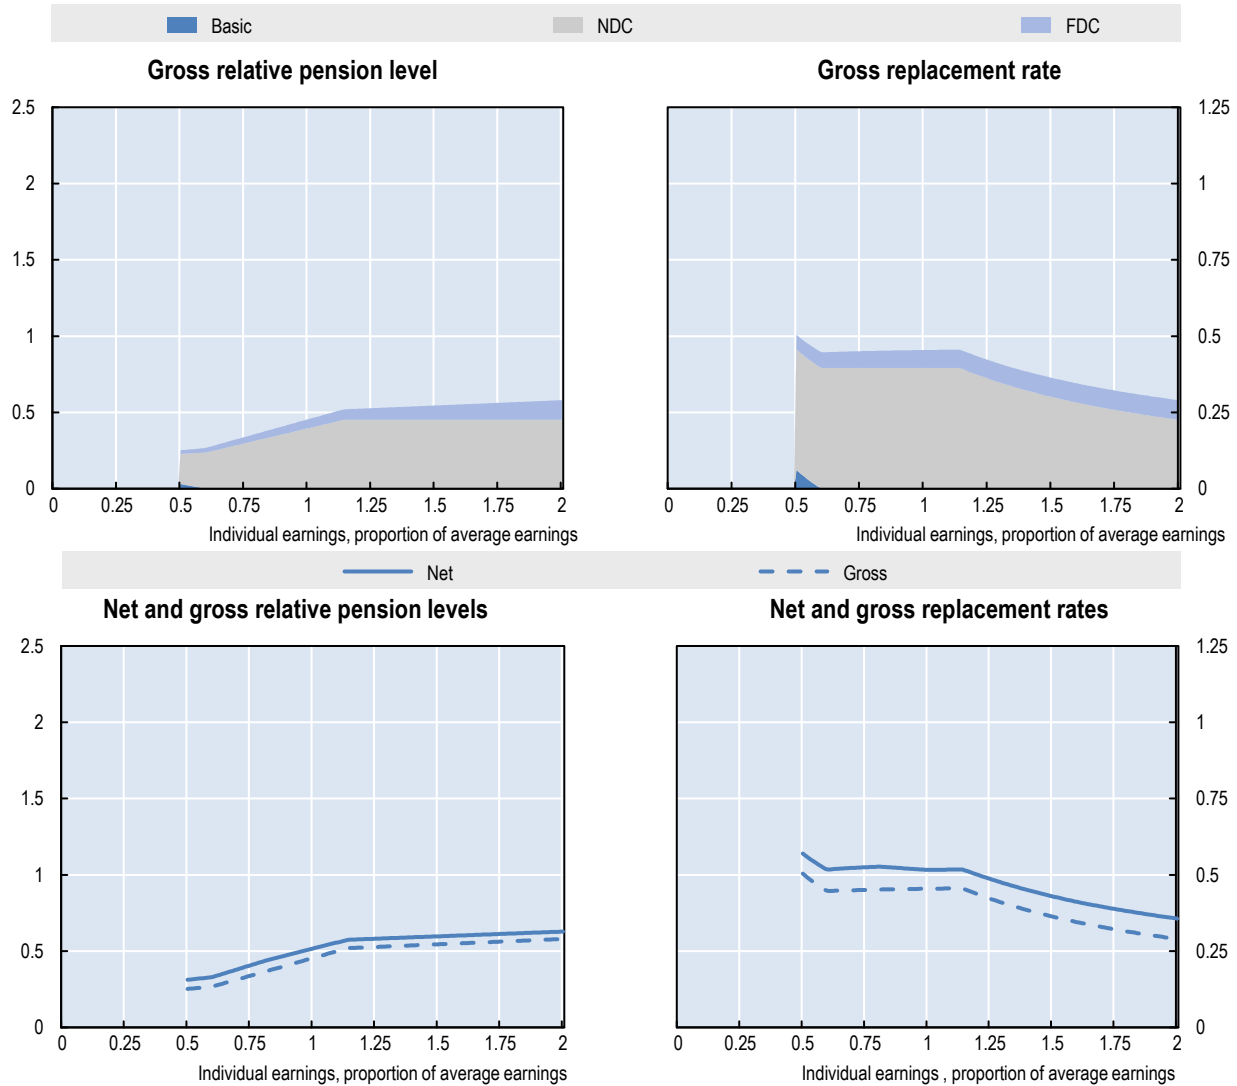 Basic NDC FDC
Gross relative pension level Gross replacement rate
2.5 1.25
2 1
1.5 0.75
1 0.5
0.5 0.25
0 0
0 0.25 0.5 0.75 1 1.25 1.5 1.75 2 0 0.25 0.5 0.75 1 1.25 1.5 1.75 2
Individual earnings, proportion of average earnings Individual earnings, proportion of average earnings
Net Gross
Net and gross relative pension levels Net and gross replacement rates
2.5 1.25
2 1
1.5 0.75
1 0.5
0.5 0.25
0 0
0 0.25 0.5 0.75 1 1.25 1.5 1.75 2 0 0.25 0.5 0.75 1 1.25 1.5 1.75 2
Individual earnings, proportion of average earnings Individual earnings , proportion of average earnings